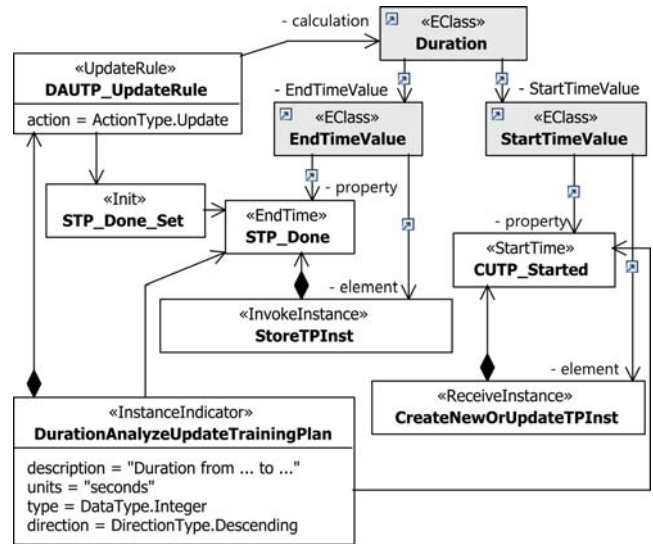 - calculation
«EClass»
Duration
«UpdateRule»
DAUTP_UpdateRule
action = ActionType.Update
- EndTimeValue
- StartTimeValue
«EClass»
EndTimeValue
«EClass»
StartTimeValue
«Init»
STP_Done_Set
- property
«EndTime»
STP_Done
- property
«StartTime»
CUTP_Started
- element
«InvokeInstance»
StoreTPInst
- element
«ReceiveInstance»
CreateNewOrUpdateTPInst
«InstanceIndicator»
DurationAnalyzeUpdateTrainingPlan
description = "Duration from ... to ..."
units = "seconds"
type = DataType.Integer
direction = DirectionType.Descending